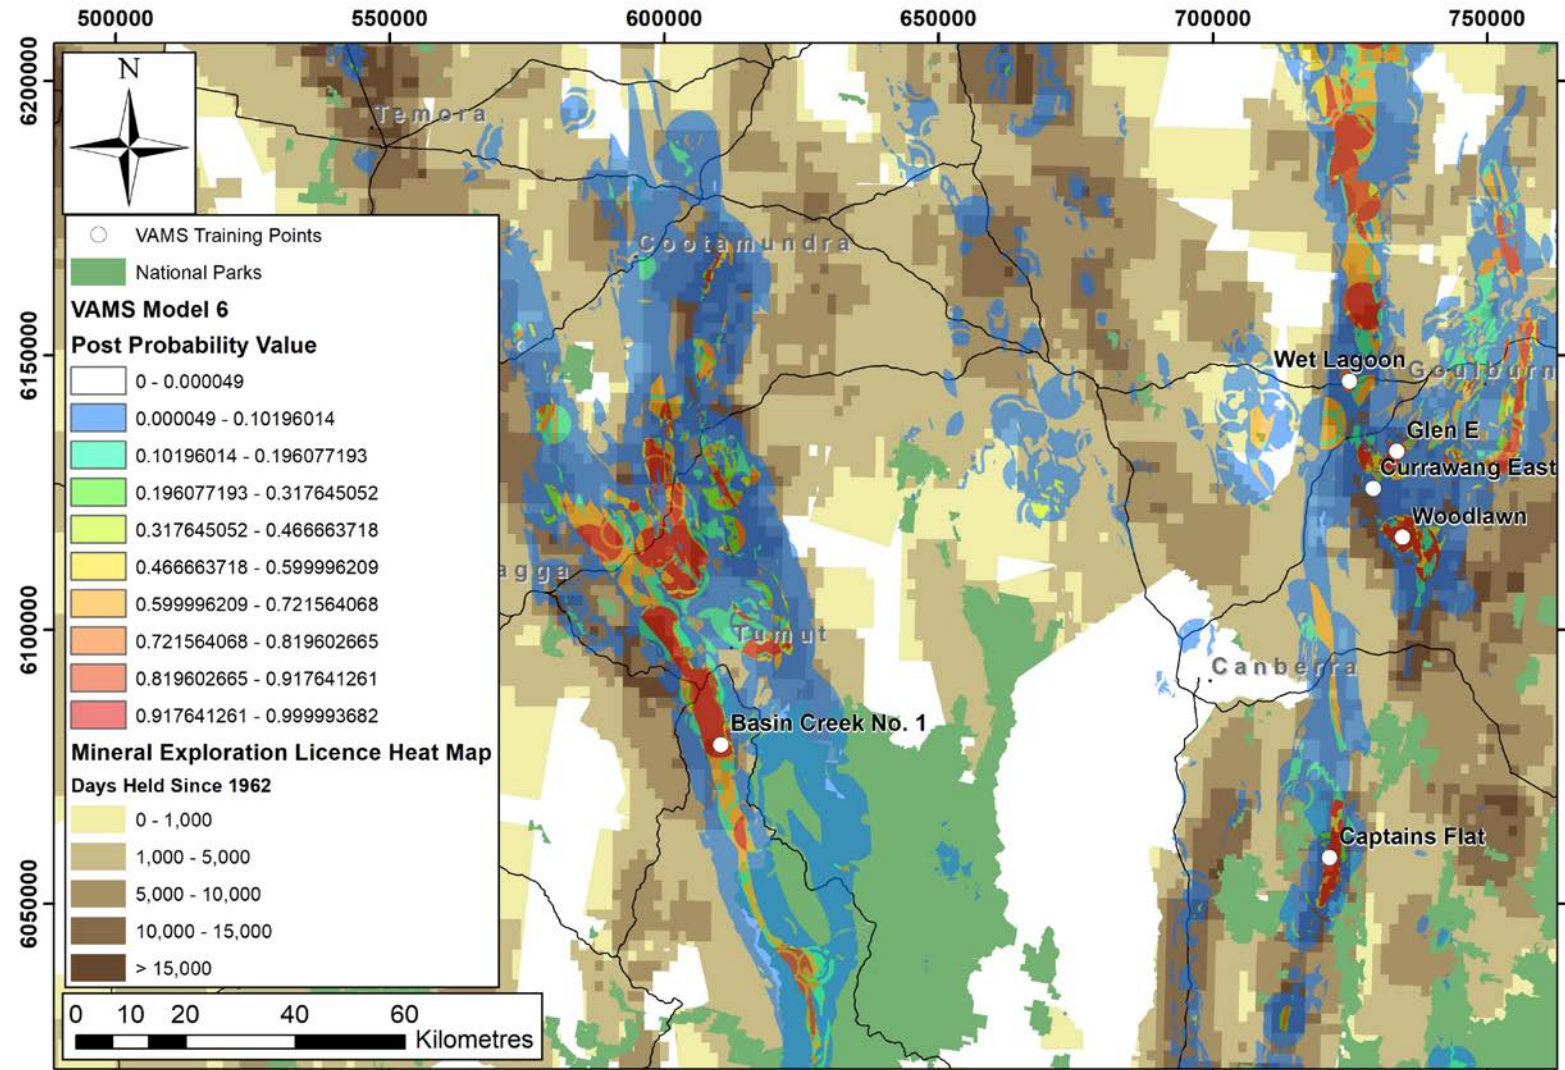 500000 550000 600000 650000 700000 750000
6200000
6150000
6100000
6050000
N
Temora
Cootamundra
Wet Lagoon
Goulburn
Glen E
Currawang East
Woodlawn
agga
Tumut
Canberra
Basin Creek No. 1
Captains Flat
VAMS Training Points
National Parks
VAMS Model 6
Post Probability Value
0 - 0.000049
0.000049 - 0.10196014
0.10196014 - 0.196077193
0.196077193 - 0.317645052
0.317645052 - 0.466663718
0.466663718 - 0.599996209
0.599996209 - 0.721564068
0.721564068 - 0.819602665
0.819602665 - 0.917641261
0.917641261 - 0.999993682
Mineral Exploration Licence Heat Map
Days Held Since 1962
0 - 1,000
1,000 - 5,000
5,000 - 10,000
10,000 - 15,000
> 15,000
0 10 20 40 60
Kilometres